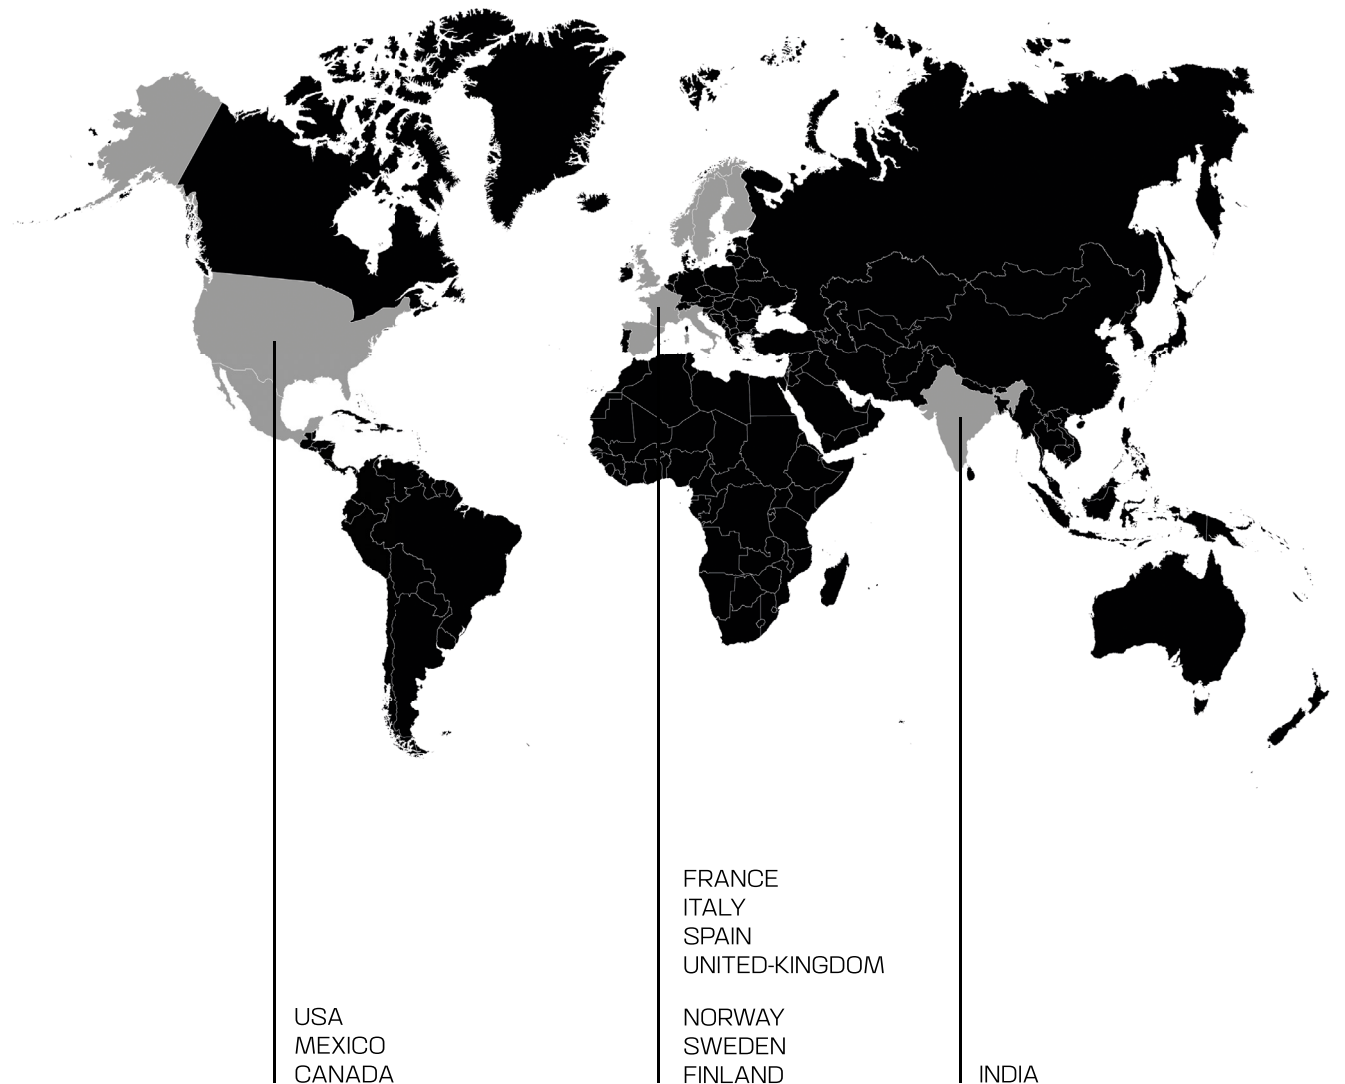 USA
MEXICO
CANADA
FRANCE
ITALY
SPAIN
UNITED-KINGDOM
NORWAY
SWEDEN
FINLAND
INDIA